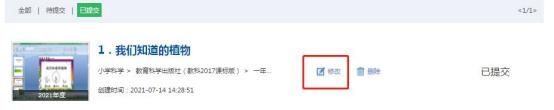 全部 | 待提交 | 已提交
<1/1>
1．我们知道的植物
小学科学 > 教育科学出版社（教科2017课标版） > 一年...
修改
删除
已提交
创建时间：2021-07-14 14:28:51
2021年度